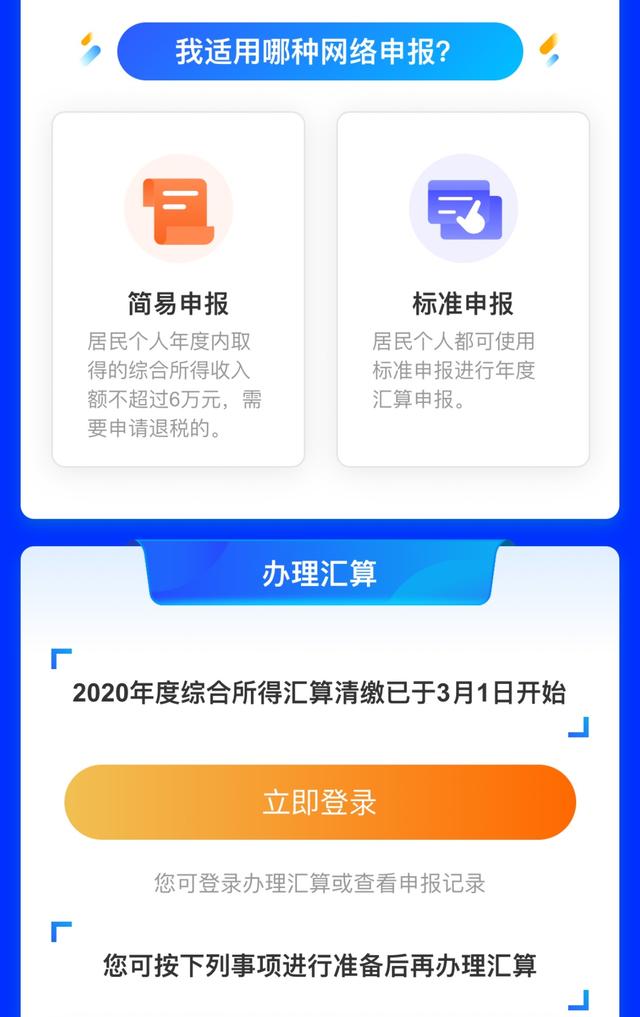 我适用哪种网络申报?
简易申报
居民个人年度内取
得的综合所得收入
额不超过6万元，需
要申请退税的。
标准申报
居民个人都可使用
标准申报进行年度
汇算申报。
办理汇算
2020年度综合所得汇算清缴已于3月1日开始
立即登录
您可登录办理汇算或查看申报记录
您可按下列事项进行准备后再办理汇算